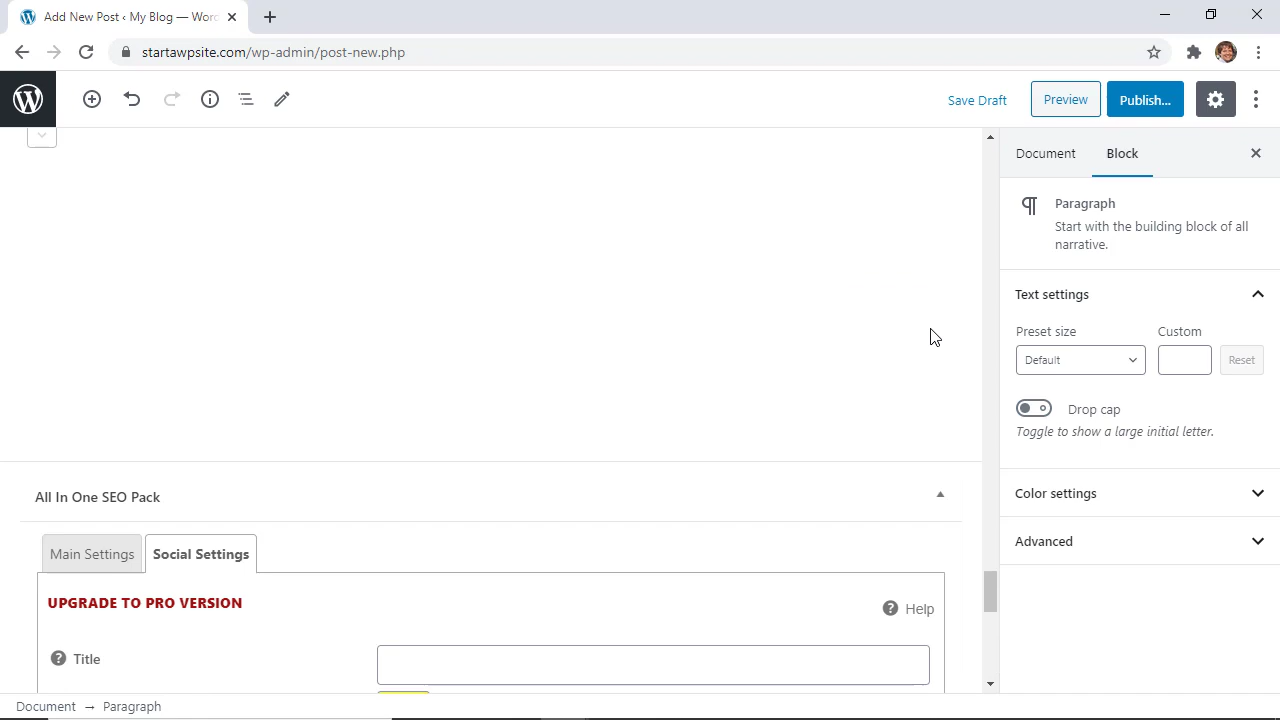 Add New Post ‹ My Blog — Word
startawpsite.com/wp-admin/post-new.php
Save Draft
Preview
Publish...
Document
Block
Paragraph
Start with the building block of all
narrative.
Text settings
Preset size
Custom
Default
Reset
Drop cap
Toggle to show a large initial letter.
Color settings
Advanced
All In One SEO Pack
Main Settings
Social Settings
UPGRADE TO PRO VERSION
Help
Title
Document → Paragraph